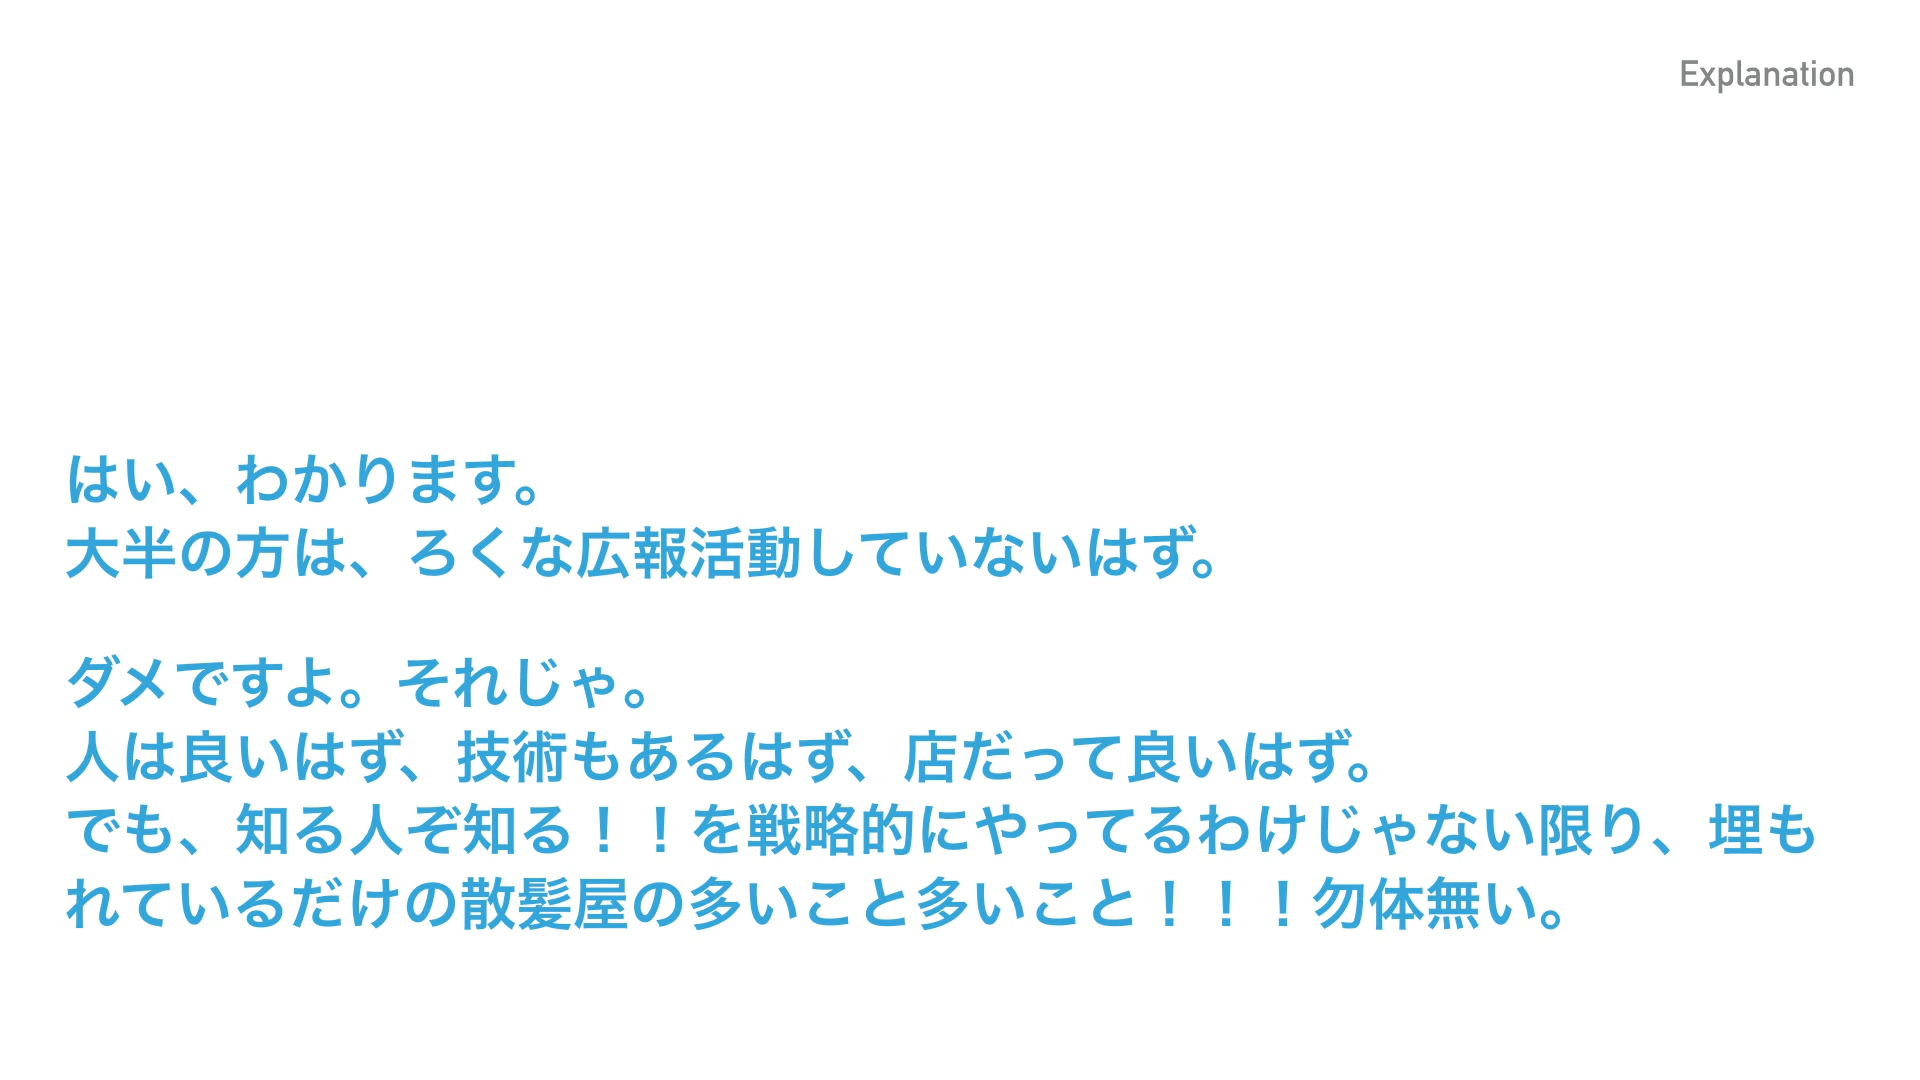 Explanation
はい、わかります。
大半の方は、ろくな広報活動していないはず。
ダメですよ。それじゃ。
人は良いはず、技術もあるはず、店だって良いはず。
でも、知る人ぞ知る！！を戦略的にやってるわけじゃない限り、埋も
れているだけの散髪屋の多いこと多いこと！！！勿体無い。